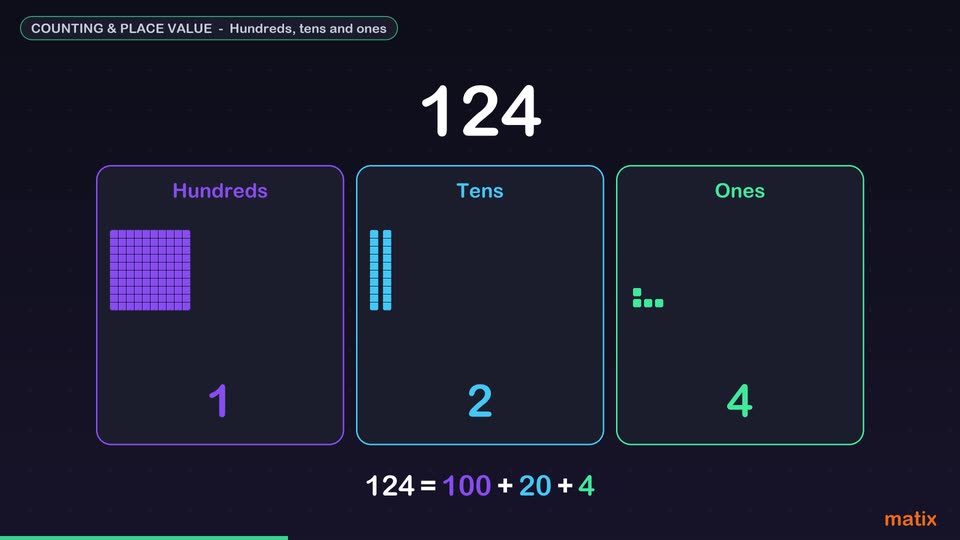 COUNTING & PLACE VALUE - Hundreds, tens and ones
124
Hundreds
Tens
Ones
1
2
4
124 = 100 + 20 + 4
matix